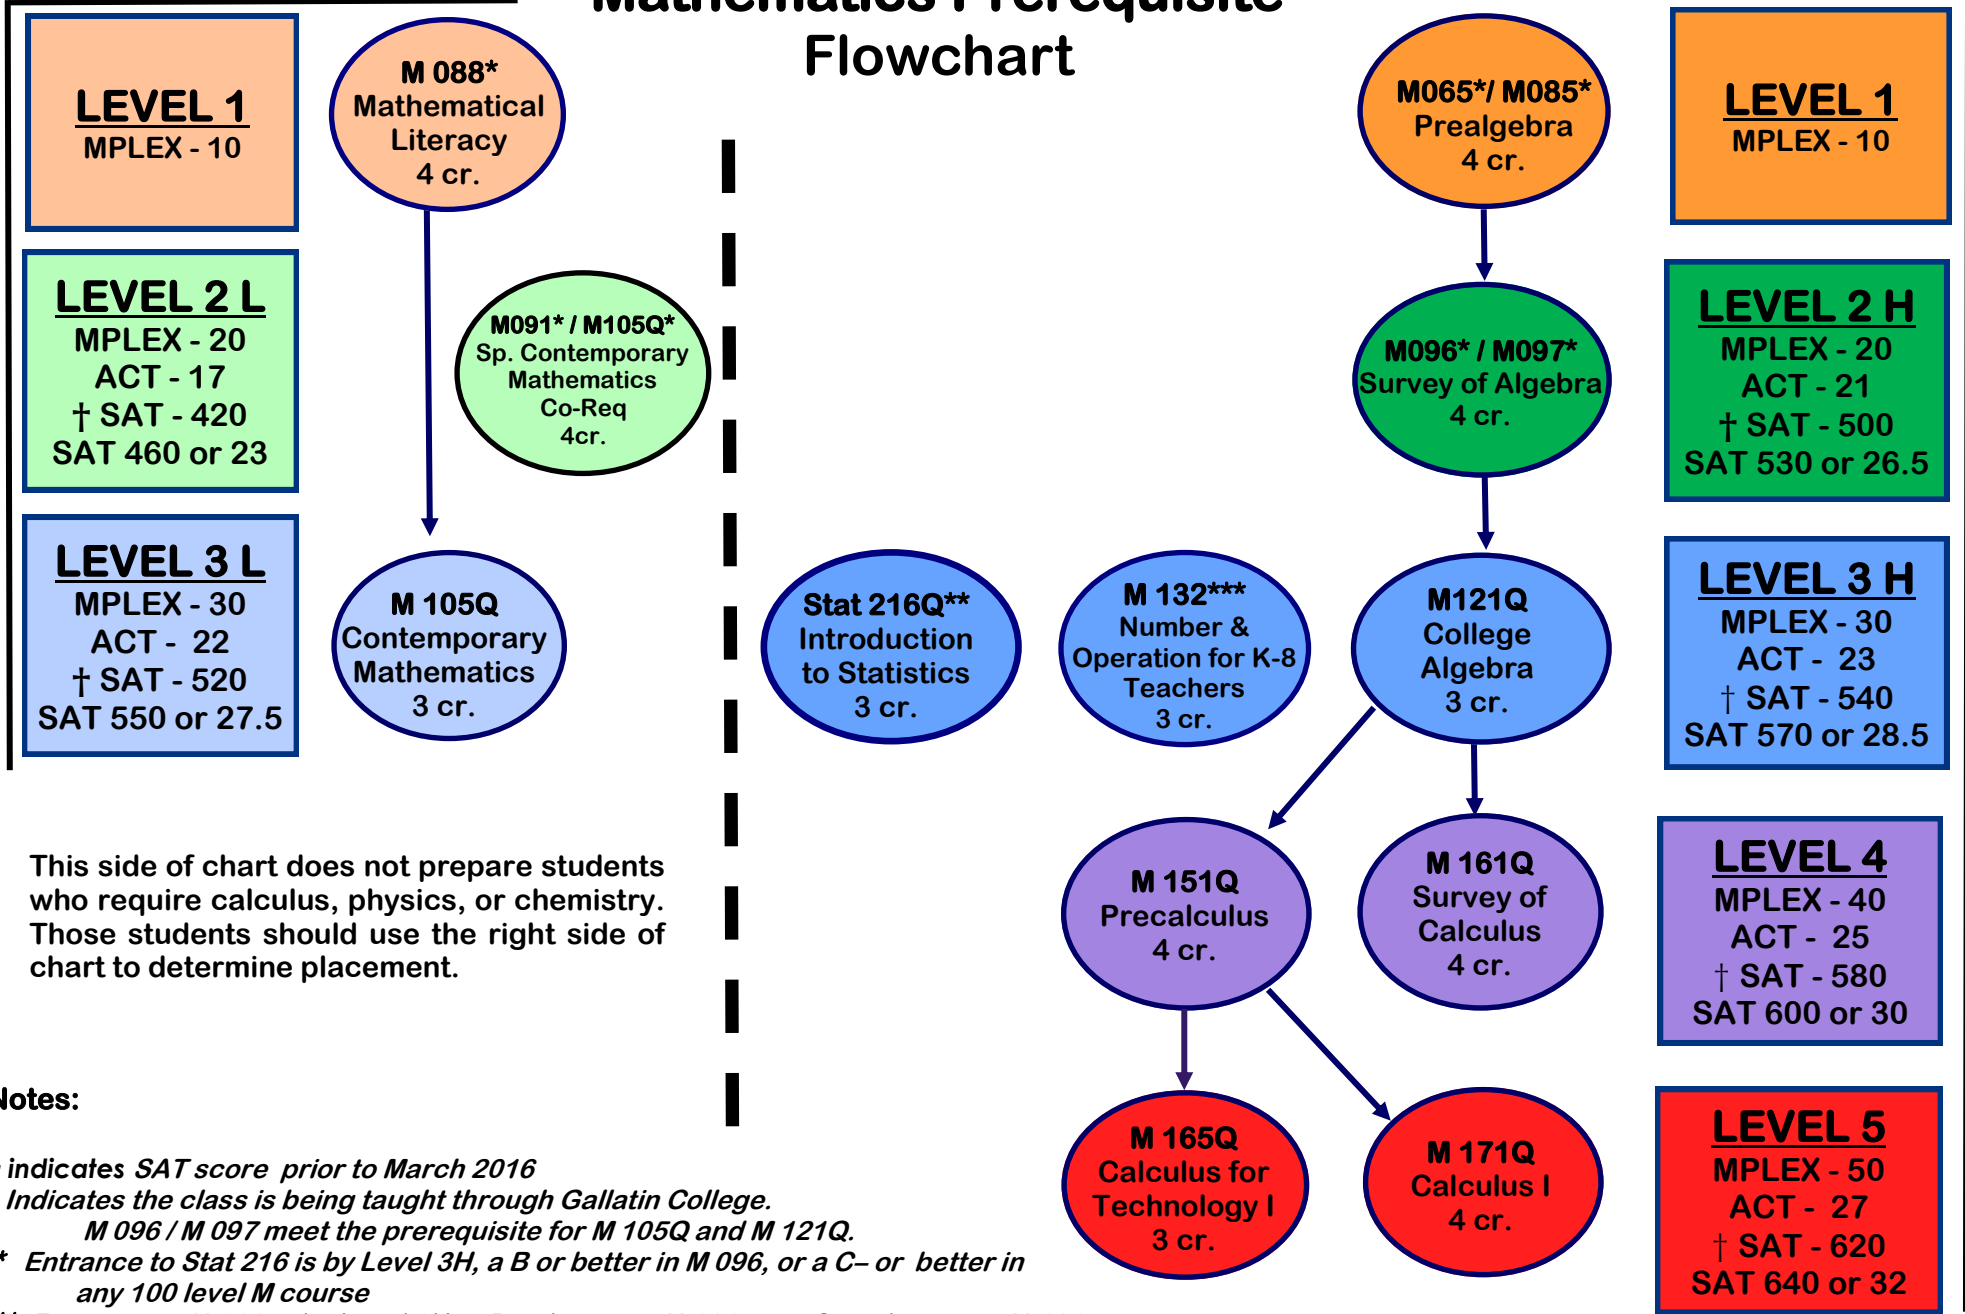 Mathematics Prerequisite
Flowchart
LEVEL 1
MPLEX - 10
M 088*
Mathematical
Literacy
4 cr.
LEVEL 2 L
MPLEX - 20
ACT - 17
† SAT - 420
SAT 460 or 23
M091* / M105Q*
Sp. Contemporary
Mathematics
Co-Req
4cr.
LEVEL 3 L
MPLEX - 30
ACT - 22
† SAT - 520
SAT 550 or 27.5
M 105Q
Contemporary
Mathematics
3 cr.
This side of chart does not prepare students
who require calculus, physics, or chemistry.
Those students should use the right side of
chart to determine placement.
M065*/ M085*
Prealgebra
4 cr.
LEVEL 1
MPLEX - 10
M096* / M097*
Survey of Algebra
4 cr.
LEVEL 2 H
MPLEX - 20
ACT - 21
† SAT - 500
SAT 530 or 26.5
Stat 216Q**
Introduction
to Statistics
3 cr.
M 132***
Number &
Operation for K-8
Teachers
3 cr.
M121Q
College
Algebra
3 cr.
LEVEL 3 H
MPLEX - 30
ACT - 23
† SAT - 540
SAT 570 or 28.5
M 151Q
Precalculus
4 cr.
M 161Q
Survey of
Calculus
4 cr.
LEVEL 4
MPLEX - 40
ACT - 25
† SAT - 580
SAT 600 or 30
M 165Q
Calculus for
Technology I
3 cr.
M 171Q
Calculus I
4 cr.
LEVEL 5
MPLEX - 50
ACT - 27
† SAT - 620
SAT 640 or 32
Notes:
indicates SAT score prior to March 2016
Indicates the class is being taught through Gallatin College.
M 096 / M 097 meet the prerequisite for M 105Q and M 121Q.
* Entrance to Stat 216 is by Level 3H, a B or better in M 096, or a C– or better in
any 100 level M course